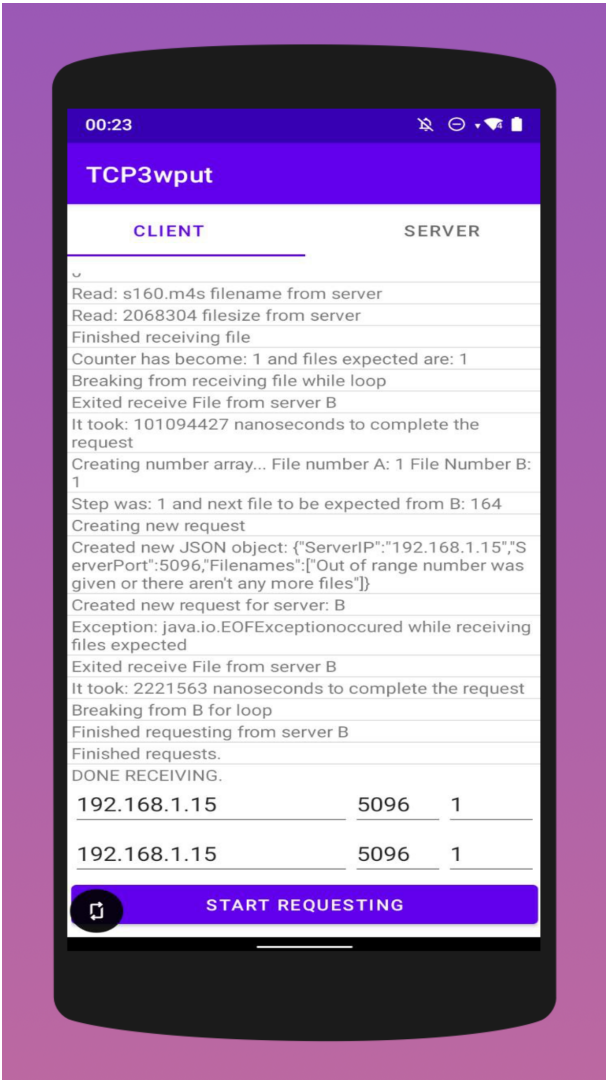 00:23
TCP3wput
CLIENT SERVER
Read: s160.m4s filename from server
Read: 2068304 filesize from server
Finished receiving file
Counter has become: 1 and files expected are: 1
Breaking from receiving file while loop
Exited receive File from server B
It took: 101094427 nanoseconds to complete the
request
Creating number array... File number A: 1 File Number B:
1
Step was: 1 and next file to be expected from B: 164
Creating new request
Created new JSON object: {"ServerIP":"192.168.1.15","S
erverPort":5096,"Filenames":["Out of range number was
given or there aren't any more files"]}
Created new request for server: B
Exception: java.io.EOFExceptionoccured while receiving
files expected
Exited receive File from server B
It took: 2221563 nanoseconds to complete the request
Breaking from B for loop
Finished requesting from server B
Finished requests.
DONE RECEIVING.
192.168.1.15 5096 1
192.168.1.15 5096 1
START REQUESTING